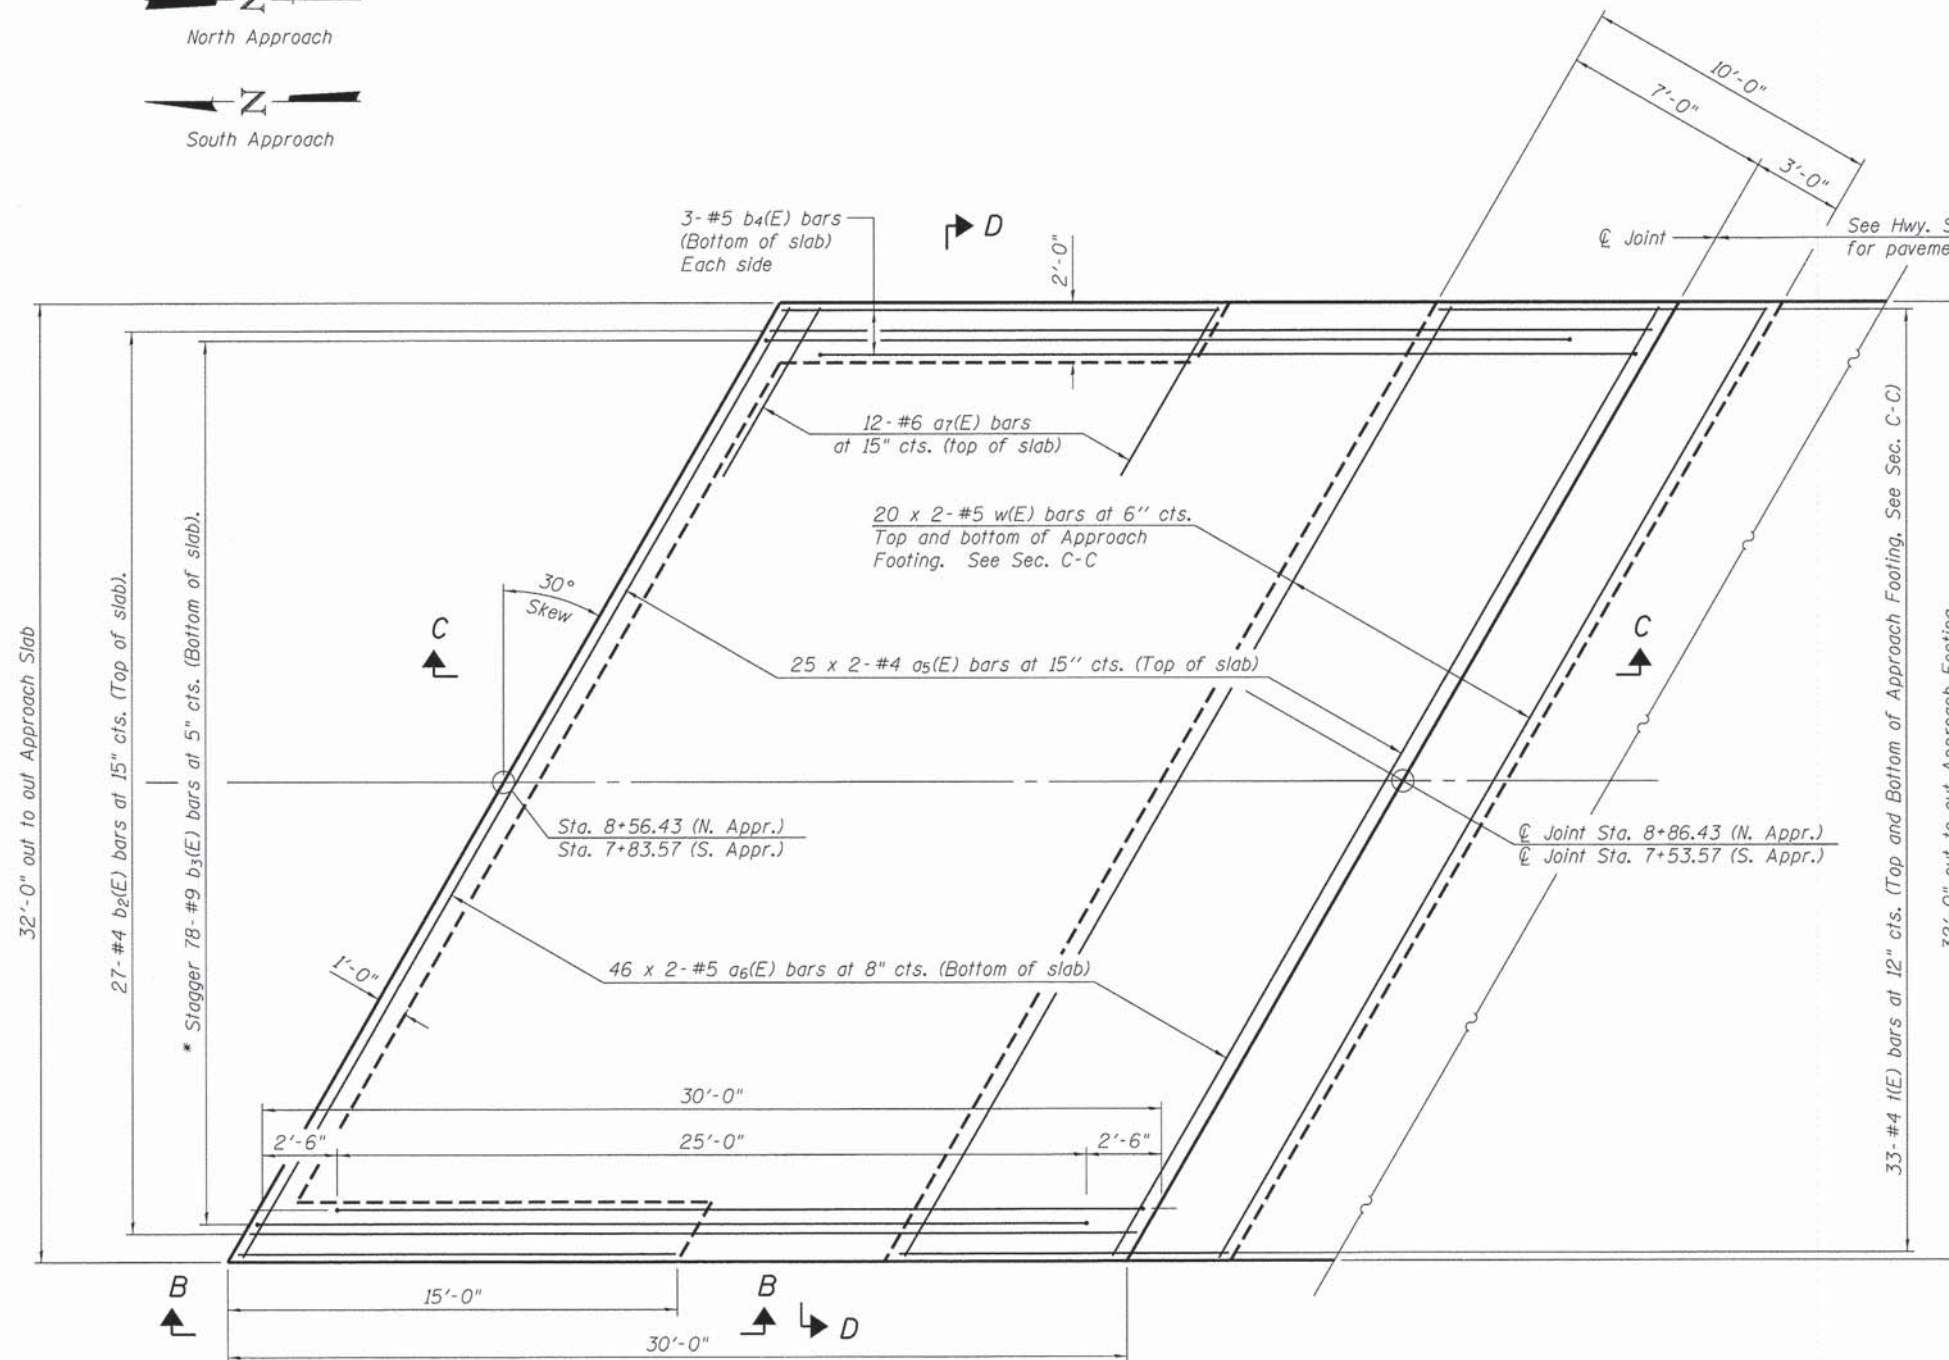 N
North Approach
N
South Approach
10'-0"
7'-0"
3'-0"
3-#5 b4(E) bars
(Bottom of slab)
Each side
D
2'-0"
℄ Joint
See Hwy. S
for paveme
12-#6 a7(E) bars
at 15" cts. (top of slab)
20 x 2-#5 w(E) bars at 6'' cts.
Top and bottom of Approach
Footing. See Sec. C-C
30°
Skew
C
C
25 x 2-#4 a5(E) bars at 15'' cts. (Top of slab)
32'-0" out to out Approach Slab
27-#4 b2(E) bars at 15" cts. (Top of slab).
* Stagger 78-#9 b3(E) bars at 5" cts. (Bottom of slab).
33-#4 t(E) bars at 12" cts. (Top and Bottom of Approach Footing. See Sec. C-C)
32'-0" out to out Approach Footing
Sta. 8+56.43 (N. Appr.)
Sta. 7+83.57 (S. Appr.)
℄ Joint Sta. 8+86.43 (N. Appr.)
℄ Joint Sta. 7+53.57 (S. Appr.)
1'-0"
46 x 2-#5 a6(E) bars at 8" cts. (Bottom of slab)
30'-0"
2'-6"
25'-0"
2'-6"
B
15'-0"
B
D
30'-0"